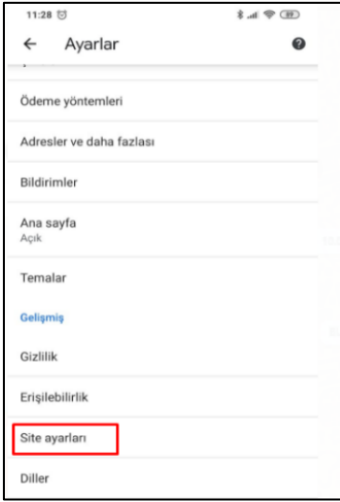 11:28
Ayarlar
Ödeme yöntemleri
Adresler ve daha fazlası
Bildirimler
Ana sayfa
Açık
Temalar
Gelişmiş
Gizlilik
Erişilebilirlik
Site ayarları
Diller